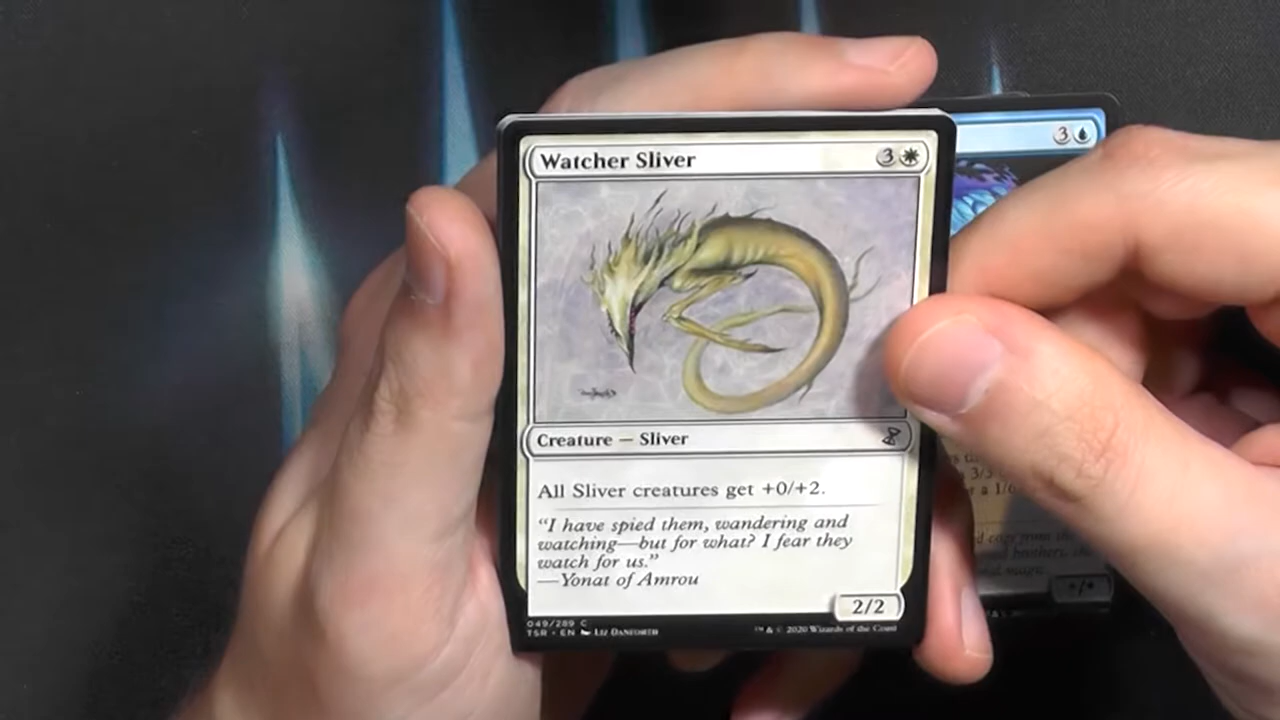 Watcher Sliver 3
3
Creature — Sliver
All Sliver creatures get +0/+2.
"I have spied them, wandering and
watching—but for what? I fear they
watch for us."
—Yonat of Amrou
2/2
049/289 C
TSR • EN Liz Danforth ™ & © 2020 Wizards of the Coast
3/3
a 1/6
*/*